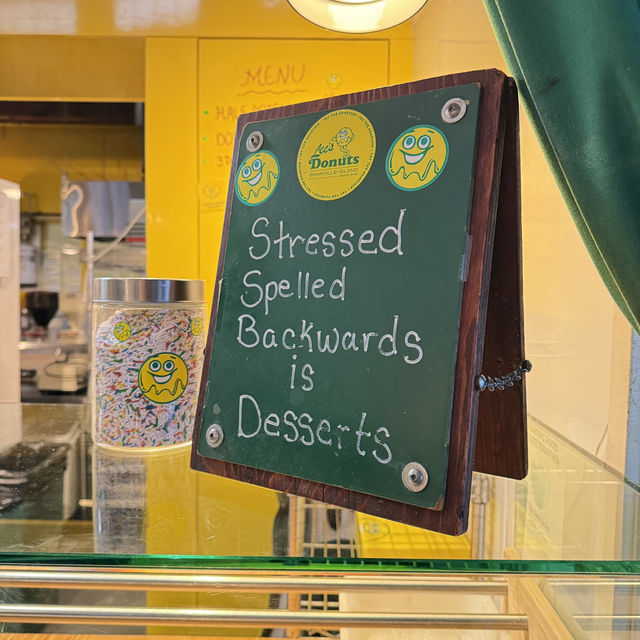 MENU
Lee's
Donuts
GRANVILLE ISLAND
Stressed
Spelled
Backwards
is
Desserts